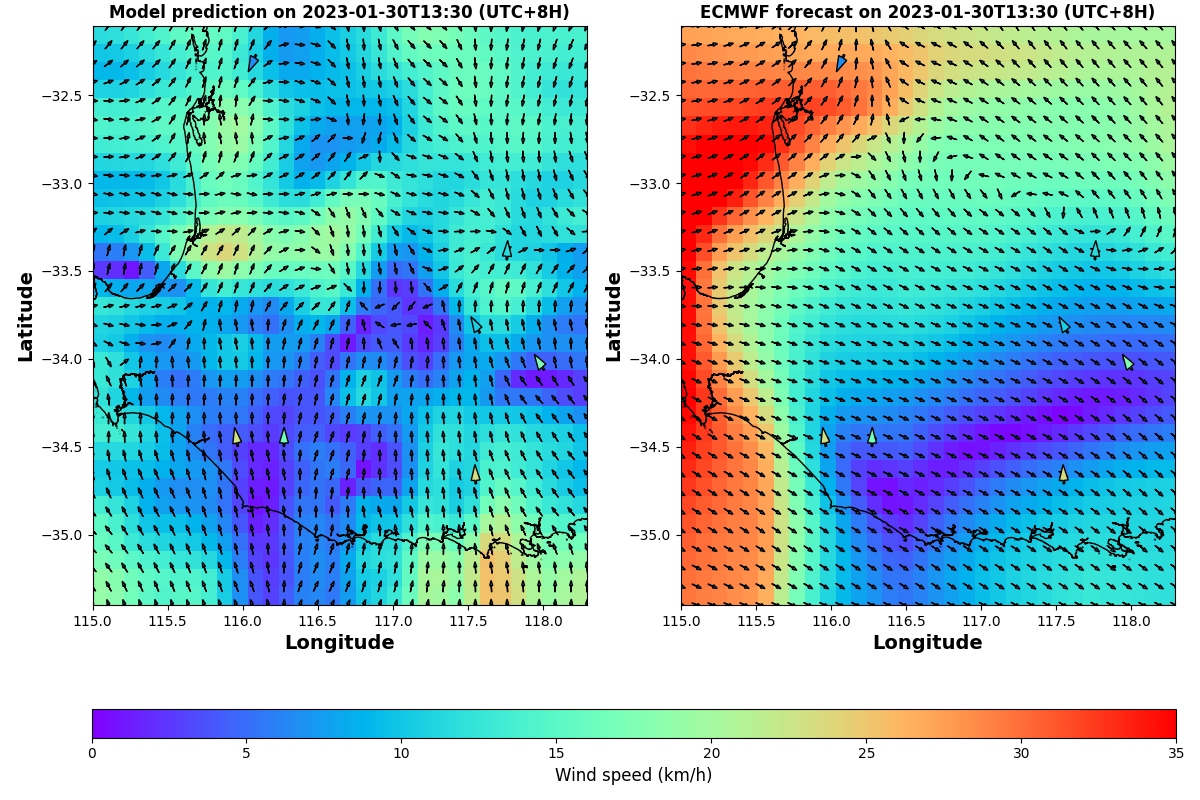 Model prediction on 2023-01-30T13:30 (UTC+8H)
ECMWF forecast on 2023-01-30T13:30 (UTC+8H)
Latitude
−32.5
−33.0
−33.5
−34.0
−34.5
−35.0
115.0 115.5 116.0 116.5 117.0 117.5 118.0
Longitude
Latitude
−32.5
−33.0
−33.5
−34.0
−34.5
−35.0
115.0 115.5 116.0 116.5 117.0 117.5 118.0
Longitude
0 5 10 15 20 25 30 35
Wind speed (km/h)